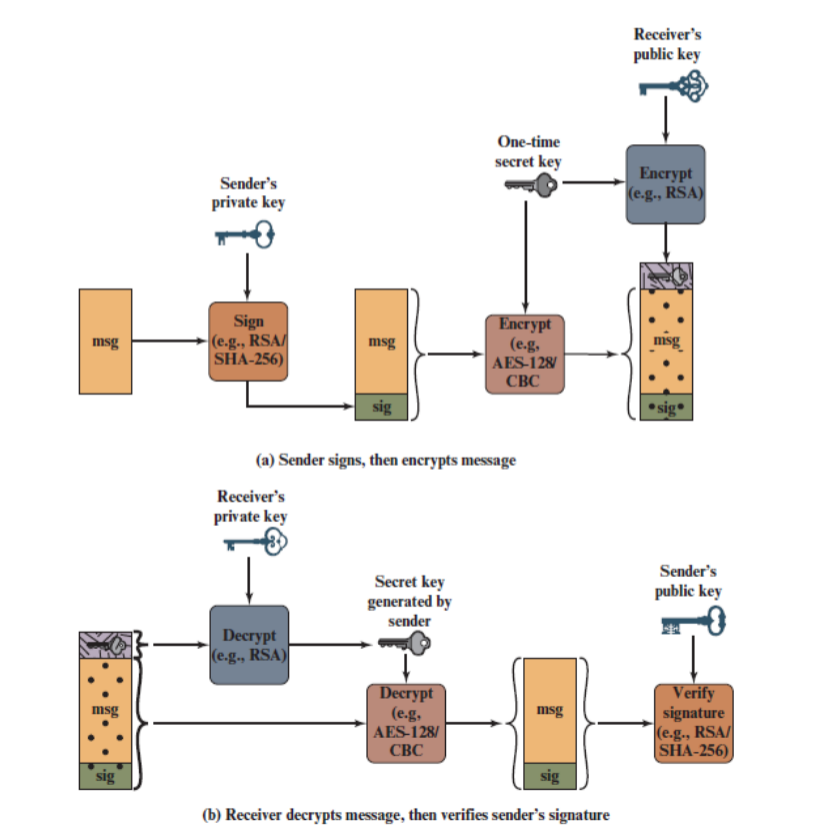 Receiver's
public key
One-time
secret key
Encrypt
(e.g., RSA)
Sender's
private key
msg
Sign
(e.g., RSA/
SHA-256)
msg
sig
Encrypt
(e.g,
AES-128/
CBC
msg
sig
(a) Sender signs, then encrypts message
Receiver's
private key
Decrypt
(e.g., RSA)
Secret key
generated by
sender
Sender's
public key
msg
sig
Decrypt
(e.g,
AES-128/
CBC
msg
sig
Verify
signature
(e.g., RSA/
SHA-256)
(b) Receiver decrypts message, then verifies sender's signature